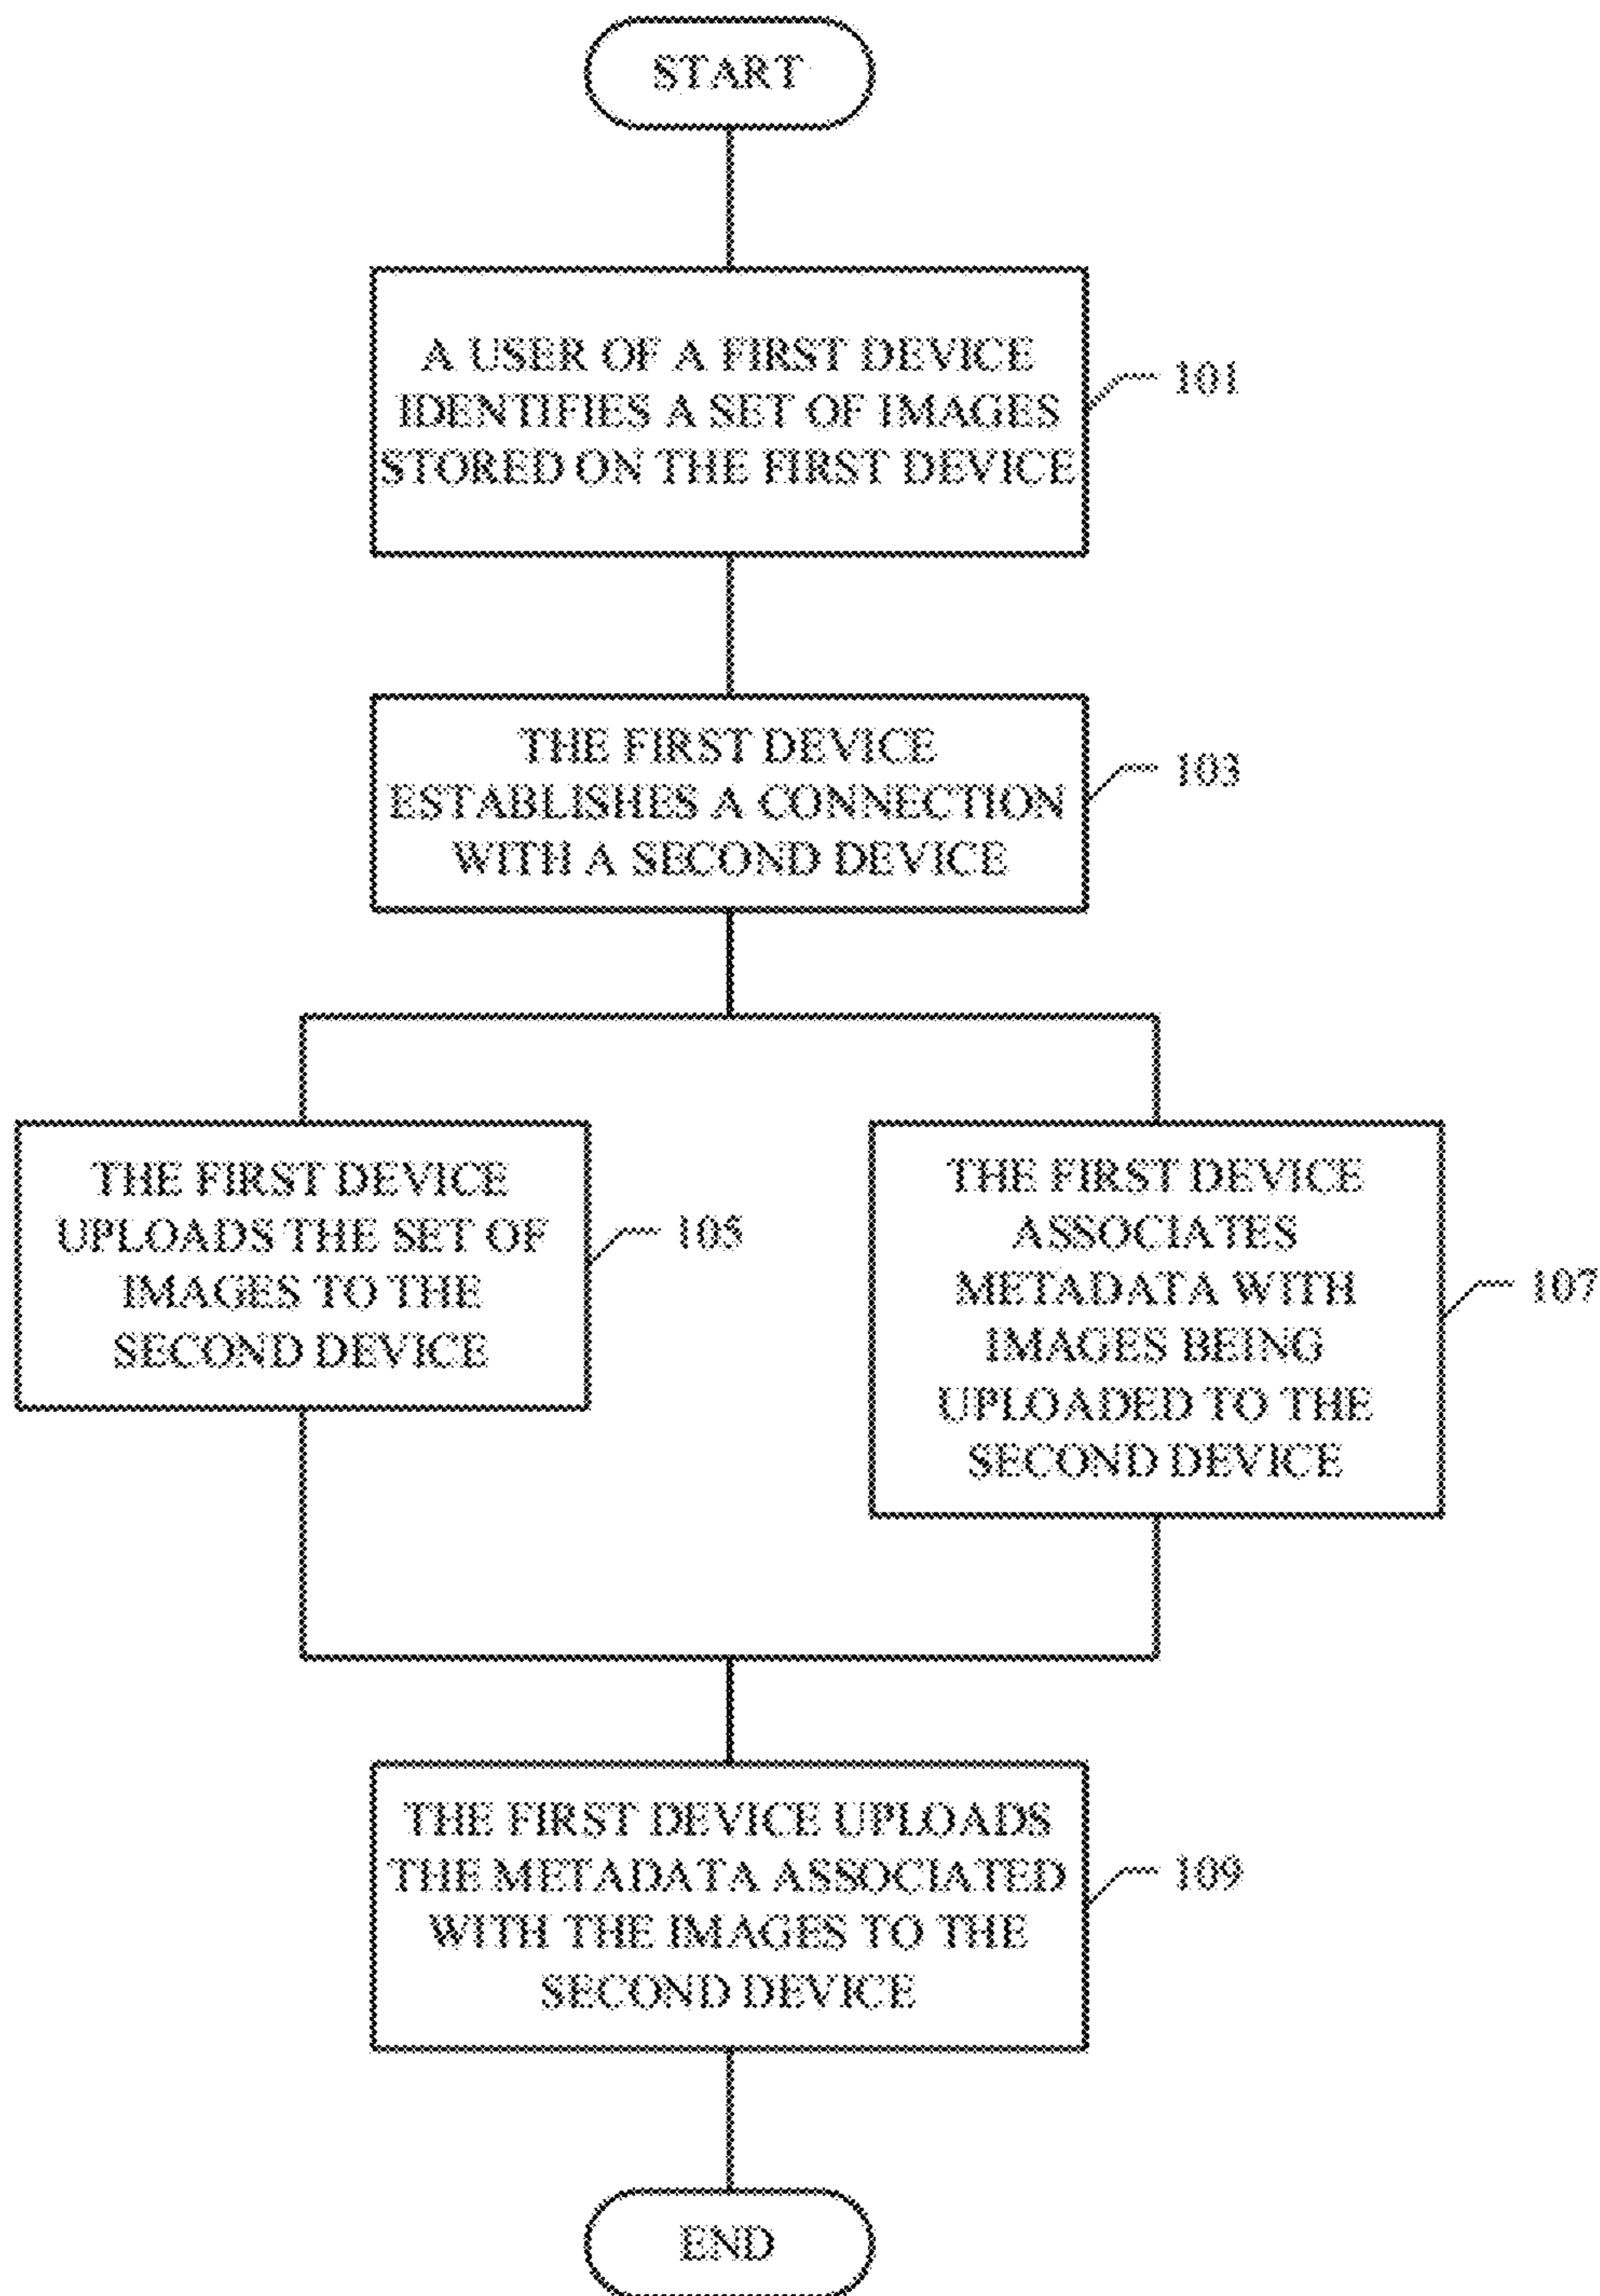 START
A USER OF A FIRST DEVICE
IDENTIFIES A SET OF IMAGES
STORED ON THE FIRST DEVICE
101
THE FIRST DEVICE
ESTABLISHES A CONNECTION
WITH A SECOND DEVICE
103
THE FIRST DEVICE
UPLOADS THE SET OF
IMAGES TO THE
SECOND DEVICE
105
THE FIRST DEVICE
ASSOCIATES
METADATA WITH
IMAGES BEING
UPLOADED TO THE
SECOND DEVICE
107
THE FIRST DEVICE UPLOADS
THE METADATA ASSOCIATED
WITH THE IMAGES TO THE
SECOND DEVICE
109
END